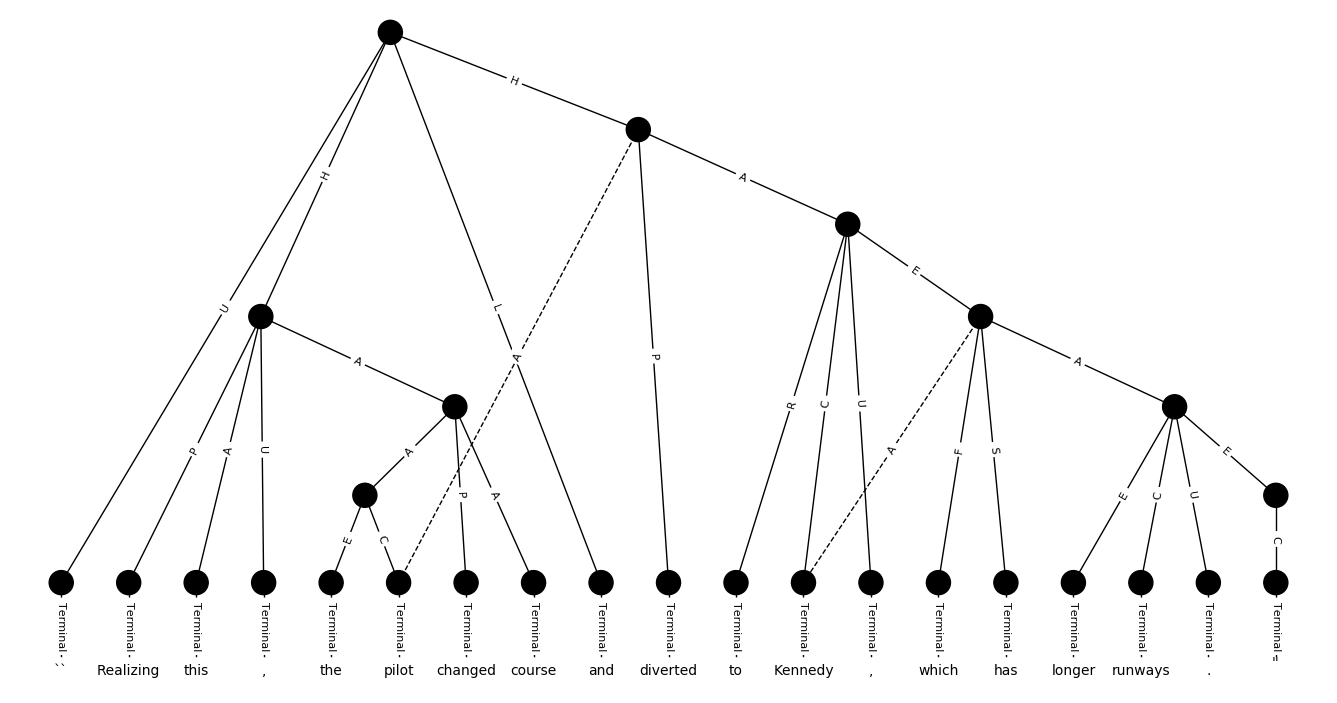 H
A
H
A
E
U
L
A
A
P
A
R
C
U
P
A
U
A
A
F
S
P
A
E
C
U
E
E
C
C
Terminal Terminal Terminal Terminal Terminal Terminal Terminal Terminal Terminal Terminal Terminal Terminal Terminal Terminal Terminal Terminal Terminal Terminal Terminal
`` Realizing this , the pilot changed course and diverted to Kennedy , which has longer runways . "